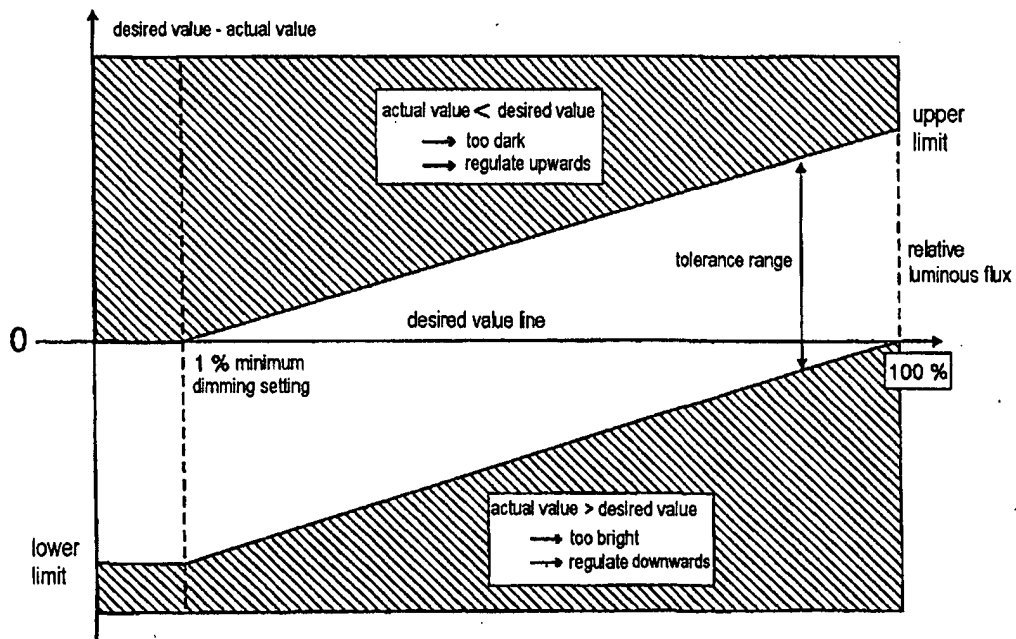 desired value - actual value
actual value < desired value
→ too dark
→ regulate upwards
upper
limit
tolerance range
relative
luminous flux
desired value line
0
1 % minimum
dimming setting
100 %
actual value > desired value
→ too bright
→ regulate downwards
lower
limit